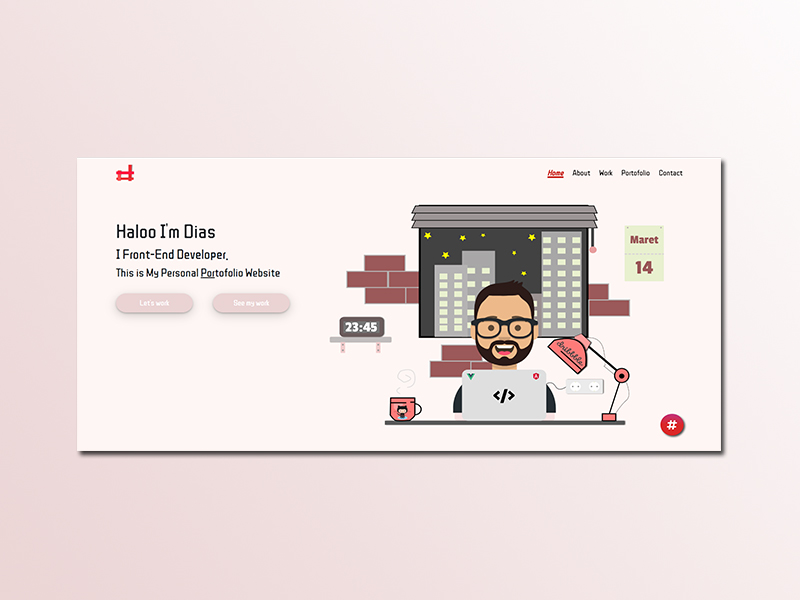 Home About Work Portofolio Contact
Haloo I'm Dias
I Front-End Developer.
This is My Personal Portofolio Website
Let's work
See my work
Maret
14
23:45
dribbble
</>
#